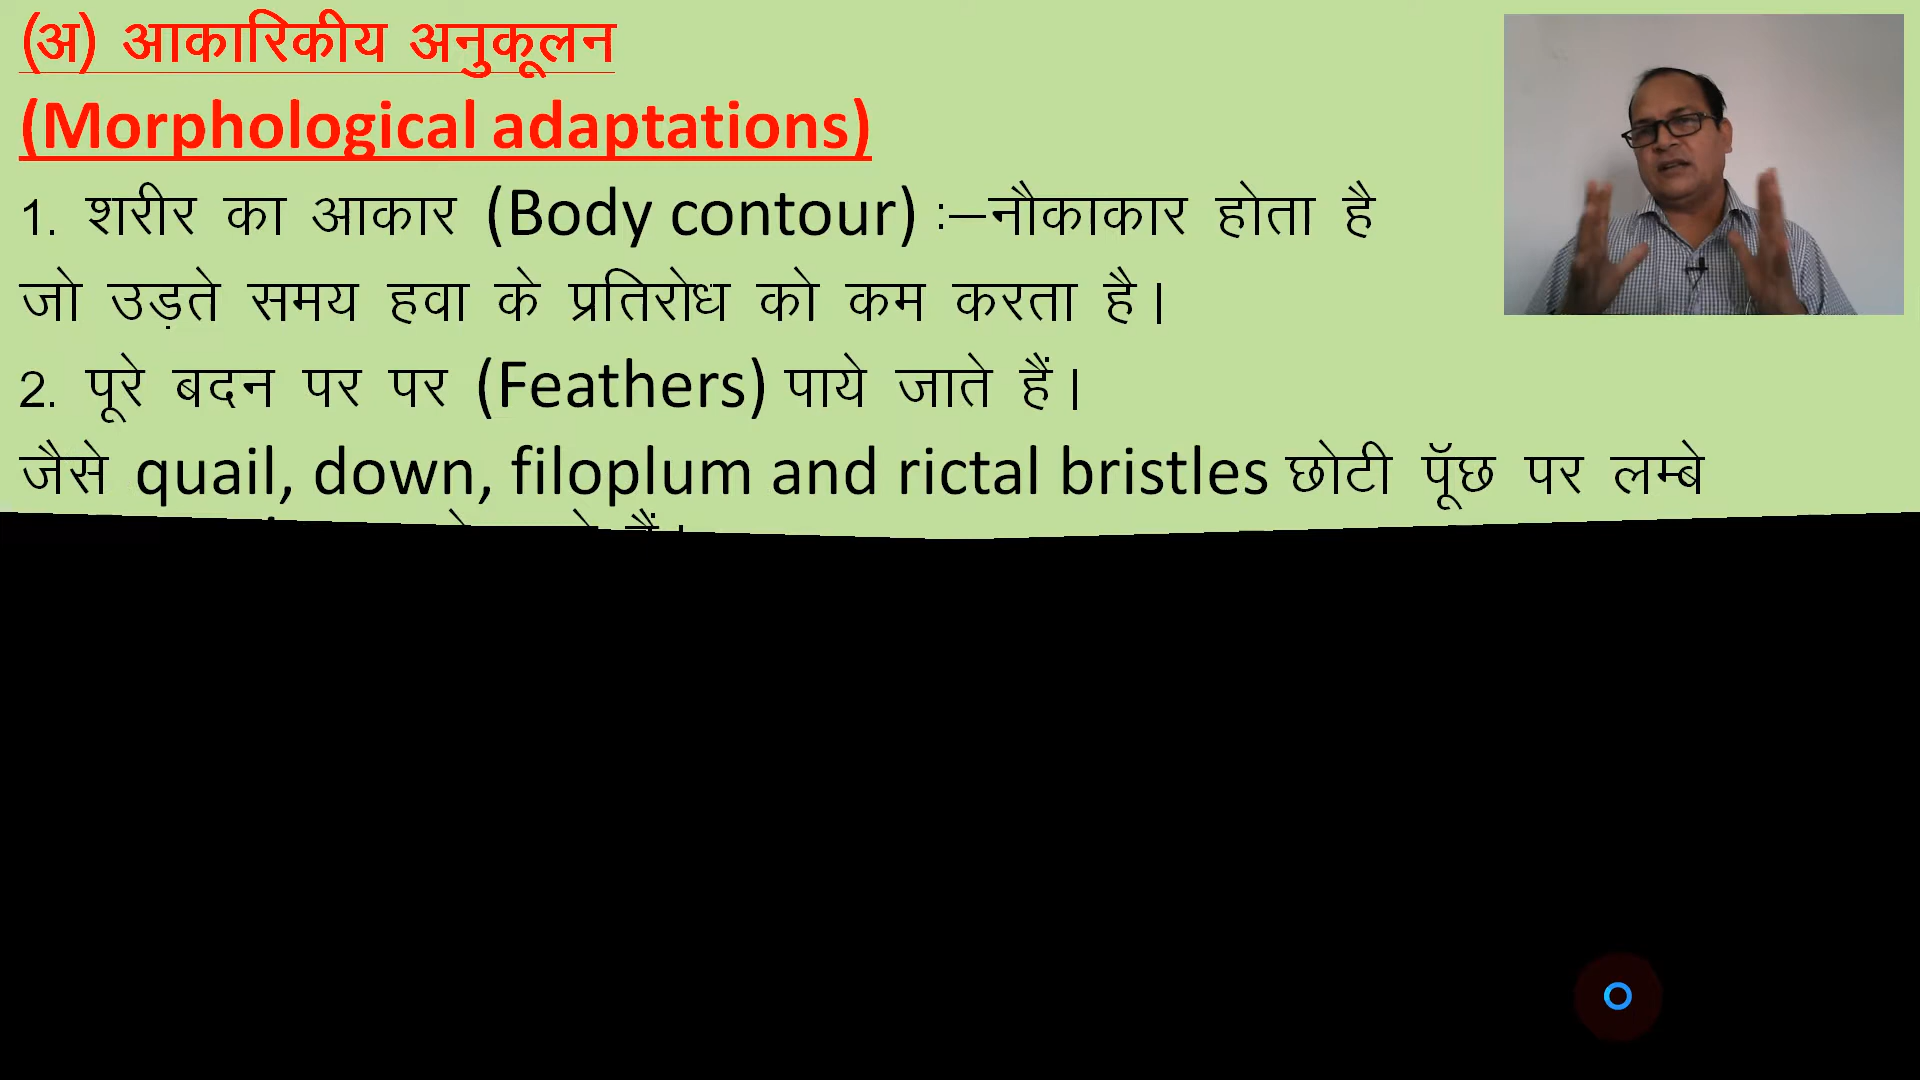 (अ) आकारिकीय अनुकूलन
(Morphological adaptations)
1. शरीर का आकार (Body contour) :–नौकाकार होता है
जो उड़ते समय हवा के प्रतिरोध को कम करता है।
2. पूरे बदन पर पर (Feathers) पाये जाते हैं।
जैसे quail, down, filoplum and rictal bristles छोटी पूॅछ पर लम्बे